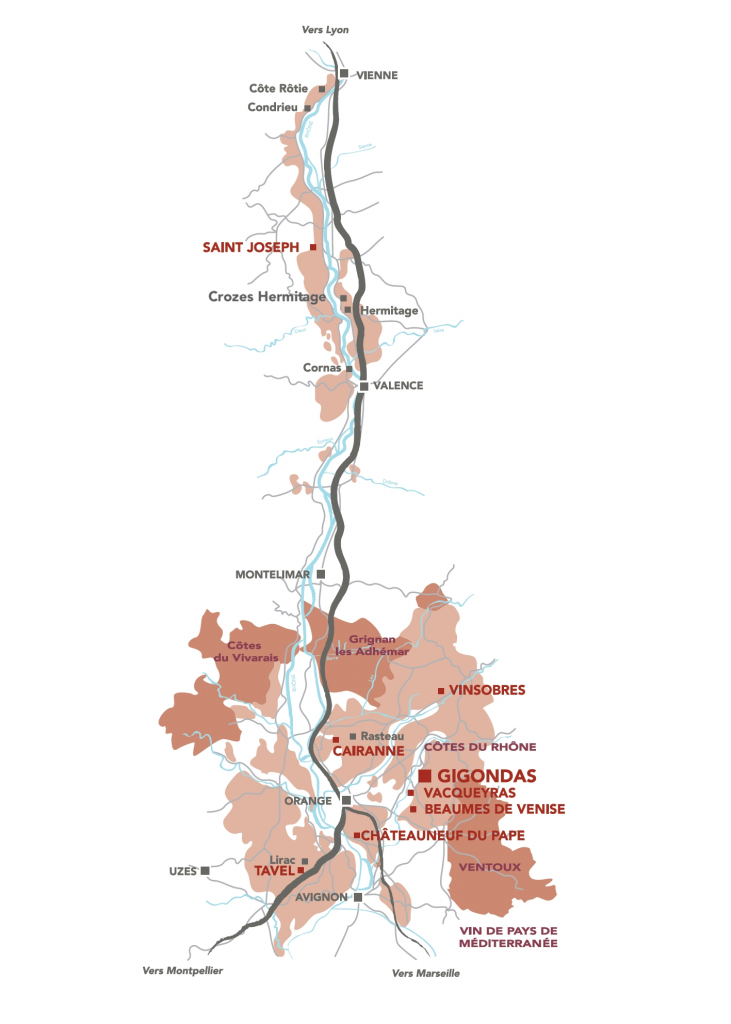 Vers Lyon
VIENNE
Côte Rôtie
Condrieu
SAINT JOSEPH
Crozes Hermitage
Hermitage
Cornas
VALENCE
Drôme
MONTELIMAR
Côtes
du Vivarais
Grignan
les Adhémar
VINSOBRES
Rasteau
CAIRANNE
CÔTES DU RHÔNE
GIGONDAS
VACQUEYRAS
BEAUMES DE VENISE
ORANGE
CHÂTEAUNEUF DU PAPE
Lirac
TAVEL
UZES
VENTOUX
AVIGNON
VIN DE PAYS DE
MÉDITERRANÉE
Vers Montpellier
Vers Marseille